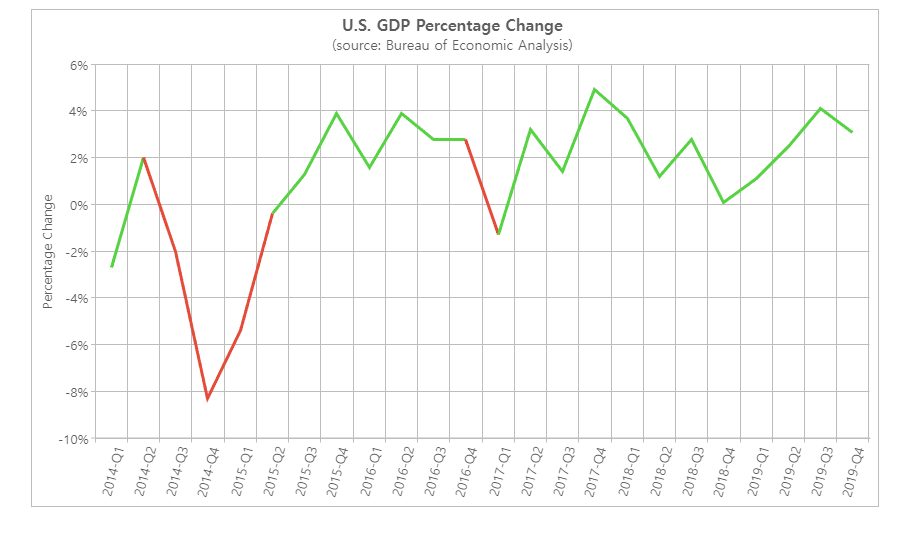 U.S. GDP Percentage Change
(source: Bureau of Economic Analysis)
Percentage Change
6%
4%
2%
0%
-2%
-4%
-6%
-8%
-10%
2014-Q1
2014-Q2
2014-Q3
2014-Q4
2015-Q1
2015-Q2
2015-Q3
2015-Q4
2016-Q1
2016-Q2
2016-Q3
2016-Q4
2017-Q1
2017-Q2
2017-Q3
2017-Q4
2018-Q1
2018-Q2
2018-Q3
2018-Q4
2019-Q1
2019-Q2
2019-Q3
2019-Q4